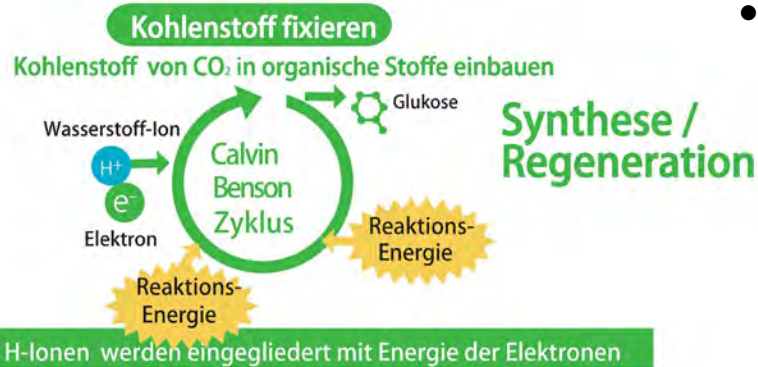 Kohlenstoff fixieren
Kohlenstoff von CO₂ in organische Stoffe einbauen
Glukose
Wasserstoff-Ion
H+
e⁻
Elektron
Calvin
Benson
Zyklus
Synthese /
Regeneration
Reaktions-
Energie
Reaktions-
Energie
H-Ionen werden eingegliedert mit Energie der Elektronen